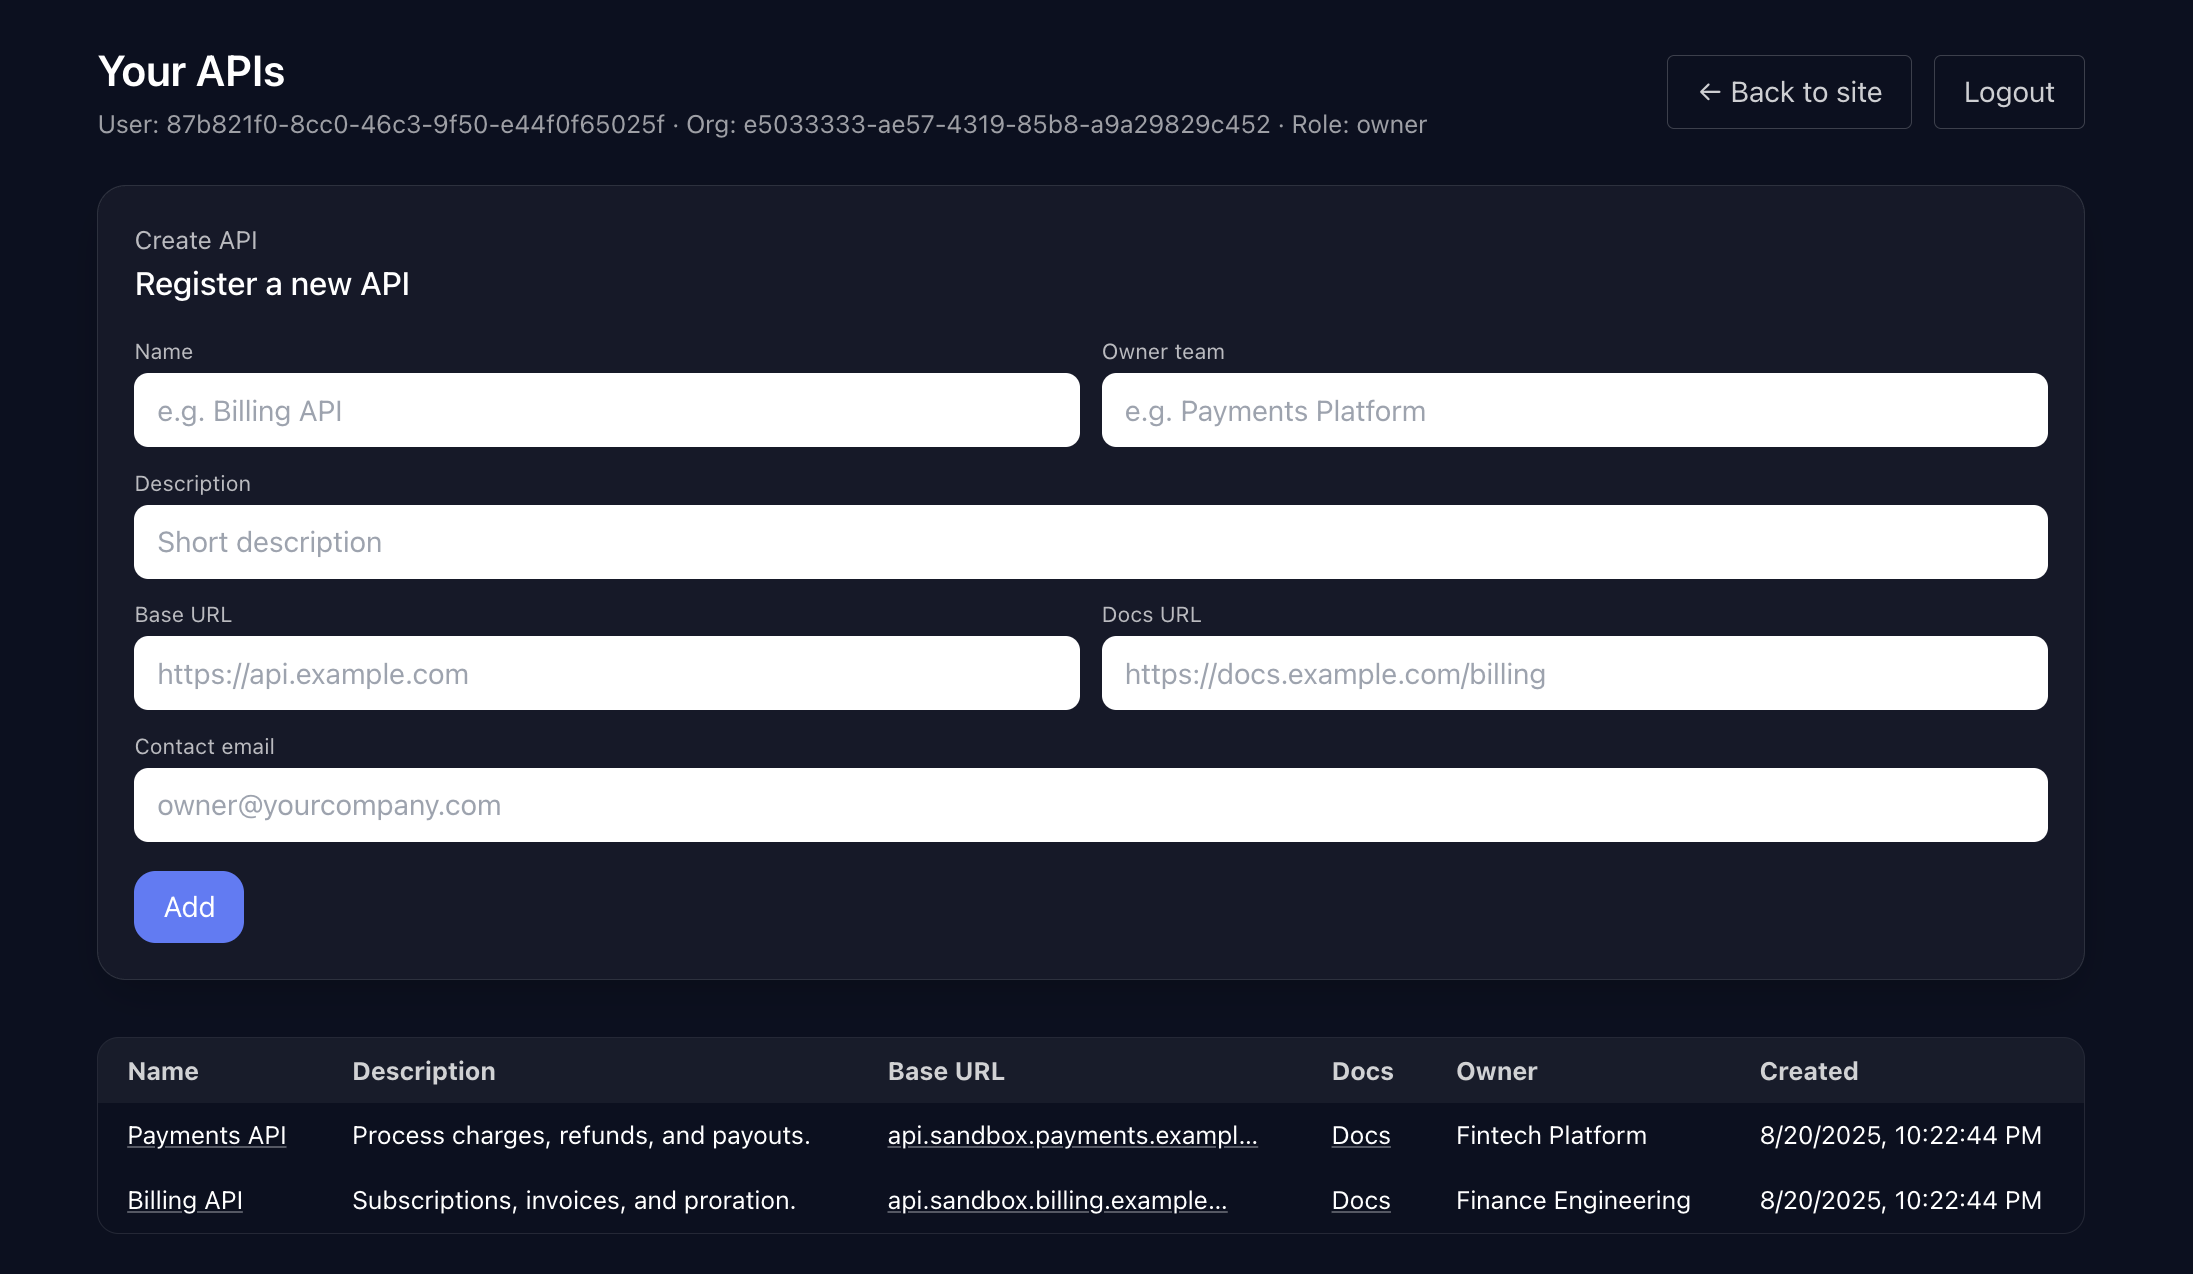 Your APIs
User: 87b821f0-8cc0-46c3-9f50-e44f0f65025f · Org: e5033333-ae57-4319-85b8-a9a29829c452 · Role: owner
← Back to site
Logout
Create API
Register a new API
Name
Owner team
e.g. Billing API
e.g. Payments Platform
Description
Short description
Base URL
Docs URL
https://api.example.com
https://docs.example.com/billing
Contact email
owner@yourcompany.com
Add
Name Description Base URL Docs Owner Created
Payments API Process charges, refunds, and payouts. api.sandbox.payments.exampl... Docs Fintech Platform 8/20/2025, 10:22:44 PM
Billing API Subscriptions, invoices, and proration. api.sandbox.billing.example... Docs Finance Engineering 8/20/2025, 10:22:44 PM